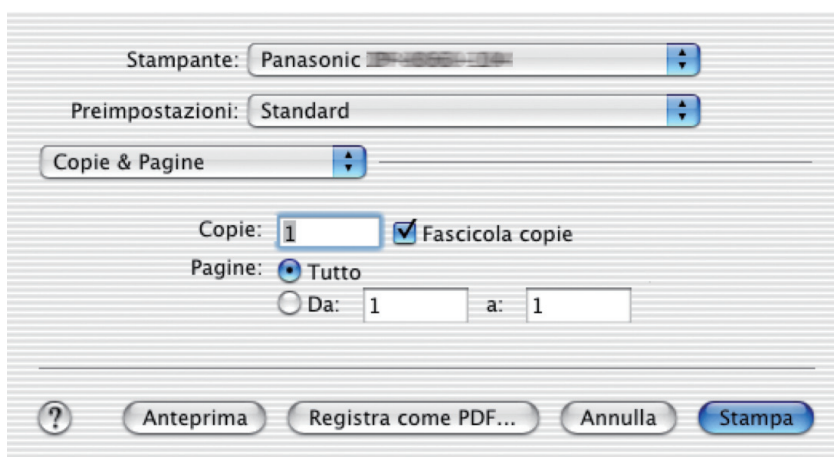 Stampante: Panasonic
Preimpostazioni: Standard
Copie & Pagine
Copie: 1 Fascicola copie
Pagine: Tutto
Da: 1 a: 1
? Anteprima Registra come PDF... Annulla Stampa